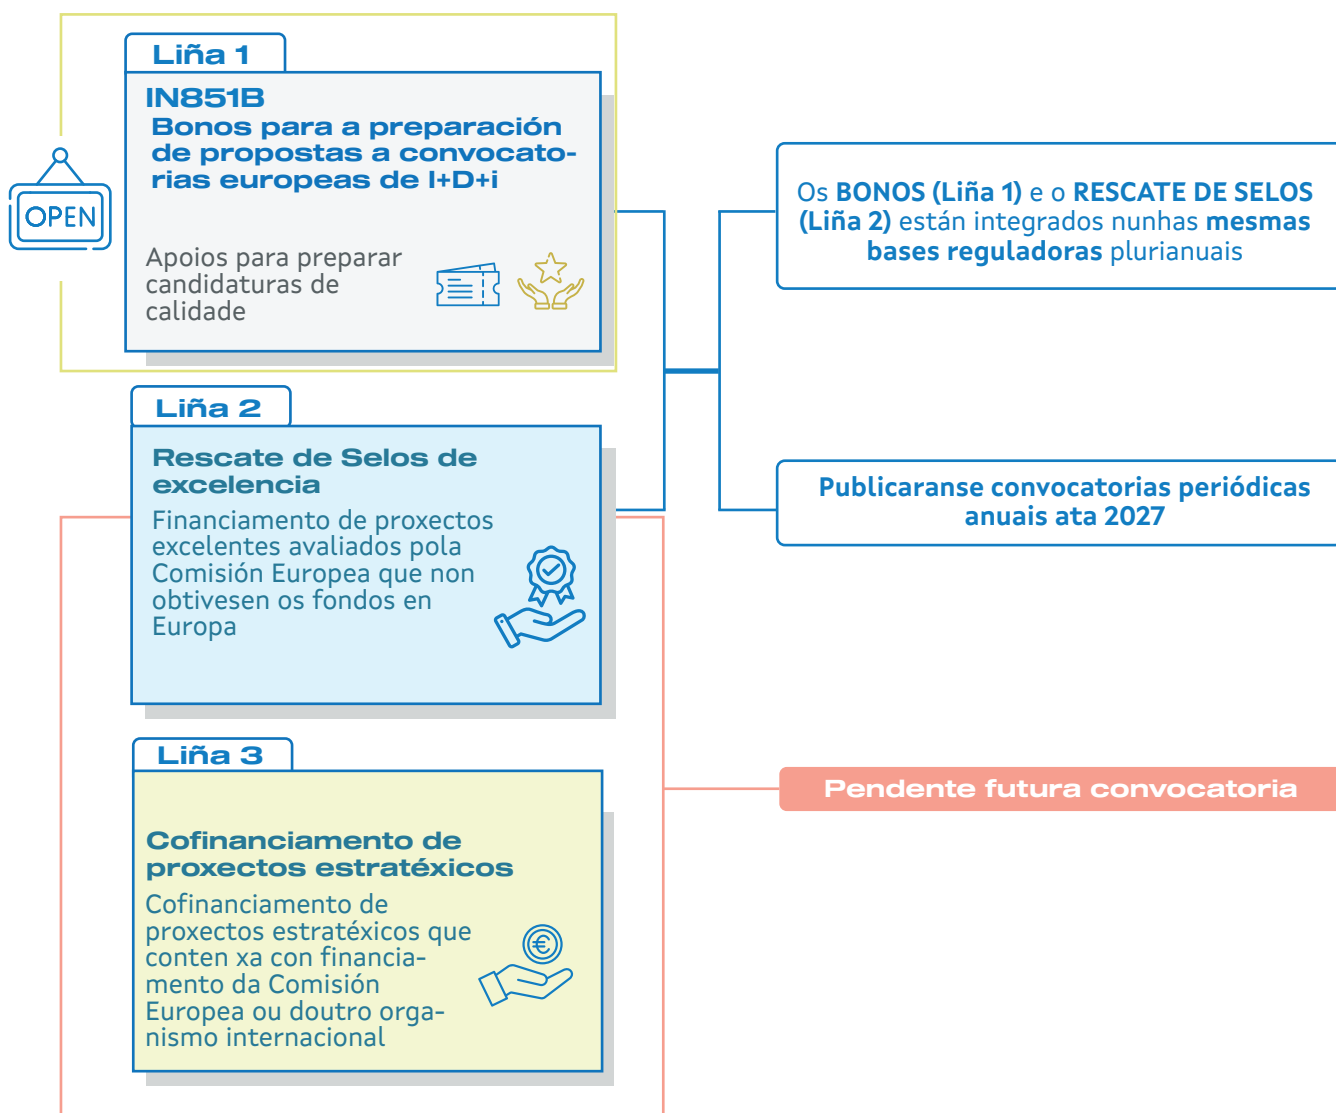 Liña 1
IN851B
Bonos para a preparación
de propostas a convocato-
rias europeas de I+D+i
OPEN
Apoios para preparar
candidaturas de
calidade
Os BONOS (Liña 1) e o RESCATE DE SELOS
(Liña 2) están integrados nunhas mesmas
bases reguladoras plurianuais
Liña 2
Rescate de Selos de
excelencia
Financiamento de proxectos
excelentes avaliados pola
Comisión Europea que non
obtivesen os fondos en
Europa
Publicaranse convocatorias periódicas
anuais ata 2027
Liña 3
Cofinanciamento de
proxectos estratéxicos
Cofinanciamento de
proxectos estratéxicos que
conten xa con financia-
mento da Comisión
Europea ou doutro orga-
nismo internacional
€
Pendente futura convocatoria